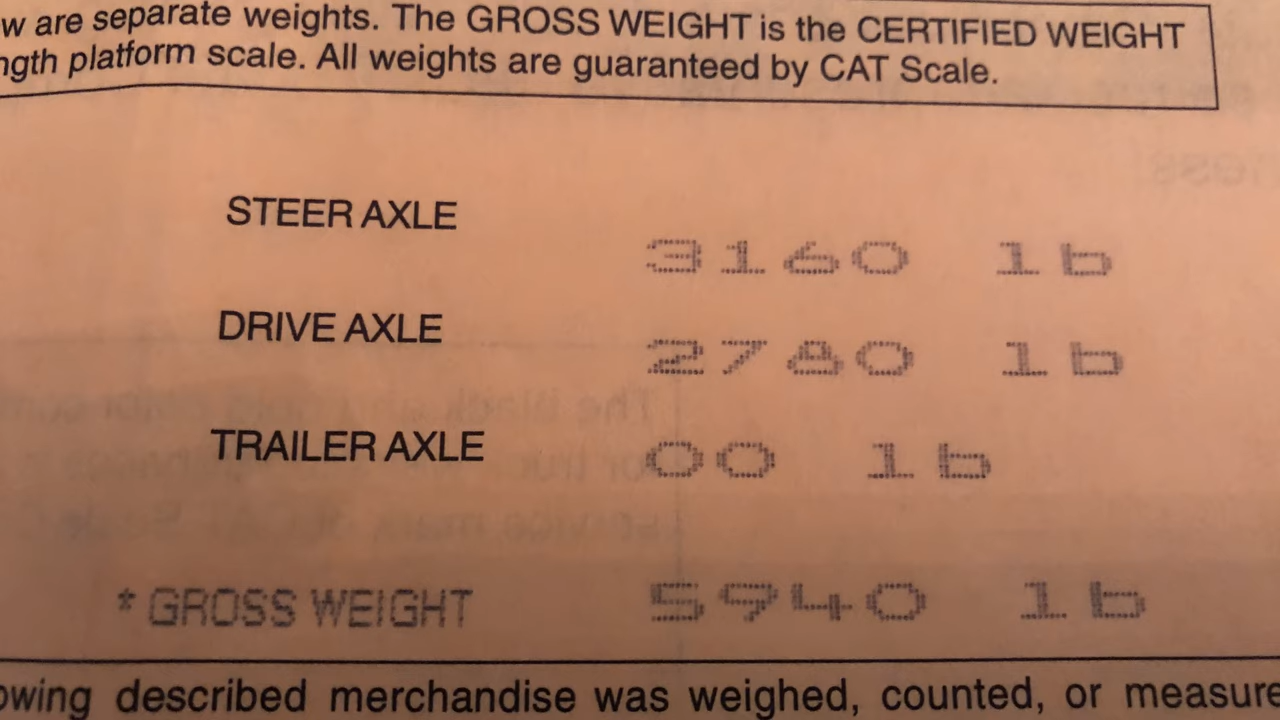 w are separate weights. The GROSS WEIGHT is the CERTIFIED WEIGHT
ngth platform scale. All weights are guaranteed by CAT Scale.
STEER AXLE 3160 lb
DRIVE AXLE 2780 lb
TRAILER AXLE 00 lb
* GROSS WEIGHT 5940 lb
owing described merchandise was weighed, counted, or measure